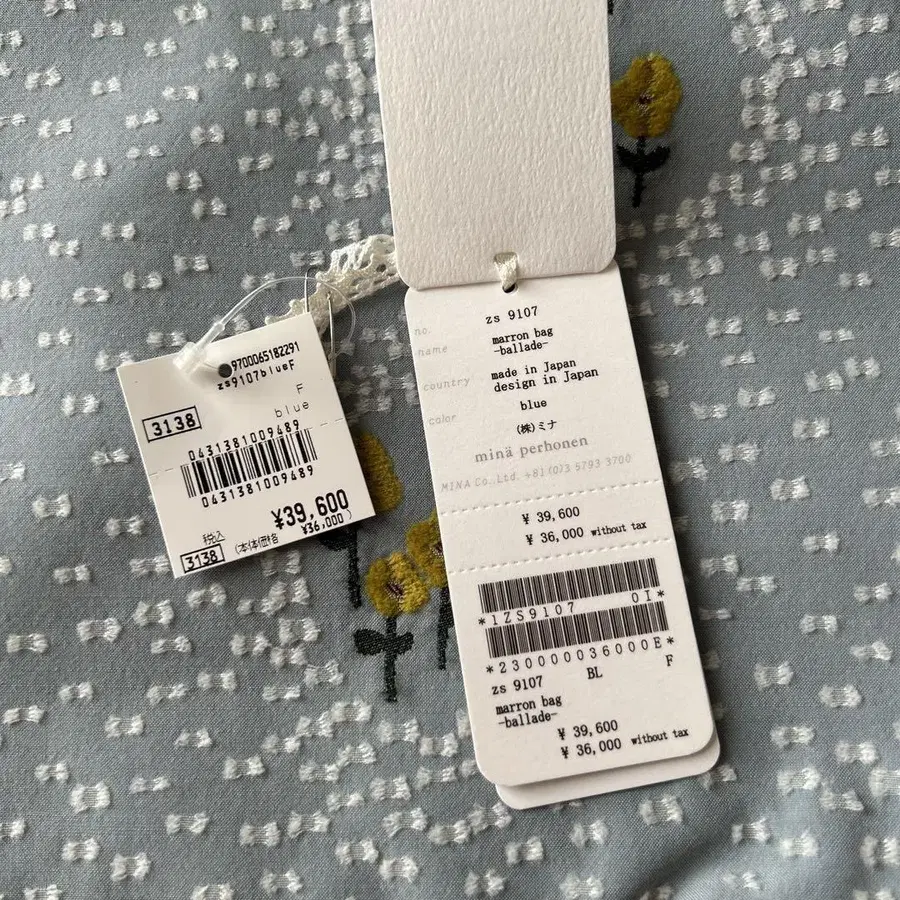 9700065182291
zs9107blueF
F
blue
3138
0431381009489
0431381009489
¥39,600
税込
¥36,000)
(本体価格
3138
no.
zs 9107
name
marron bag
-ballade-
country
made in Japan
design in Japan
color
blue
(株)ミナ
minä perhonen
MINA Co. Ltd. +81 (0)3 5793 3700
¥ 39,600
¥ 36,000 without tax
*1ZS9107 0I*
*230000036000E*
zs 9107 BL F
marron bag
-ballade-
¥ 39,600
¥ 36,000 without tax